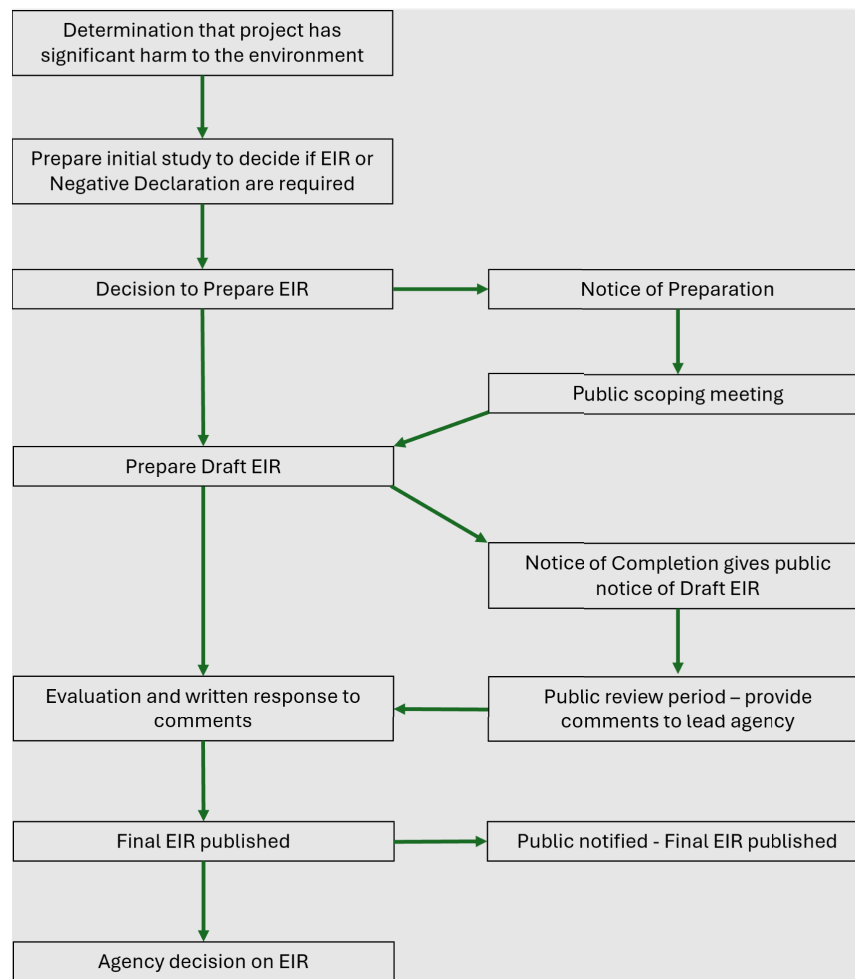 Determination that project has
significant harm to the environment
Prepare initial study to decide if EIR or
Negative Declaration are required
Decision to Prepare EIR
Notice of Preparation
Public scoping meeting
Prepare Draft EIR
Notice of Completion gives public
notice of Draft EIR
Evaluation and written response to
comments
Public review period – provide
comments to lead agency
Final EIR published
Public notified - Final EIR published
Agency decision on EIR